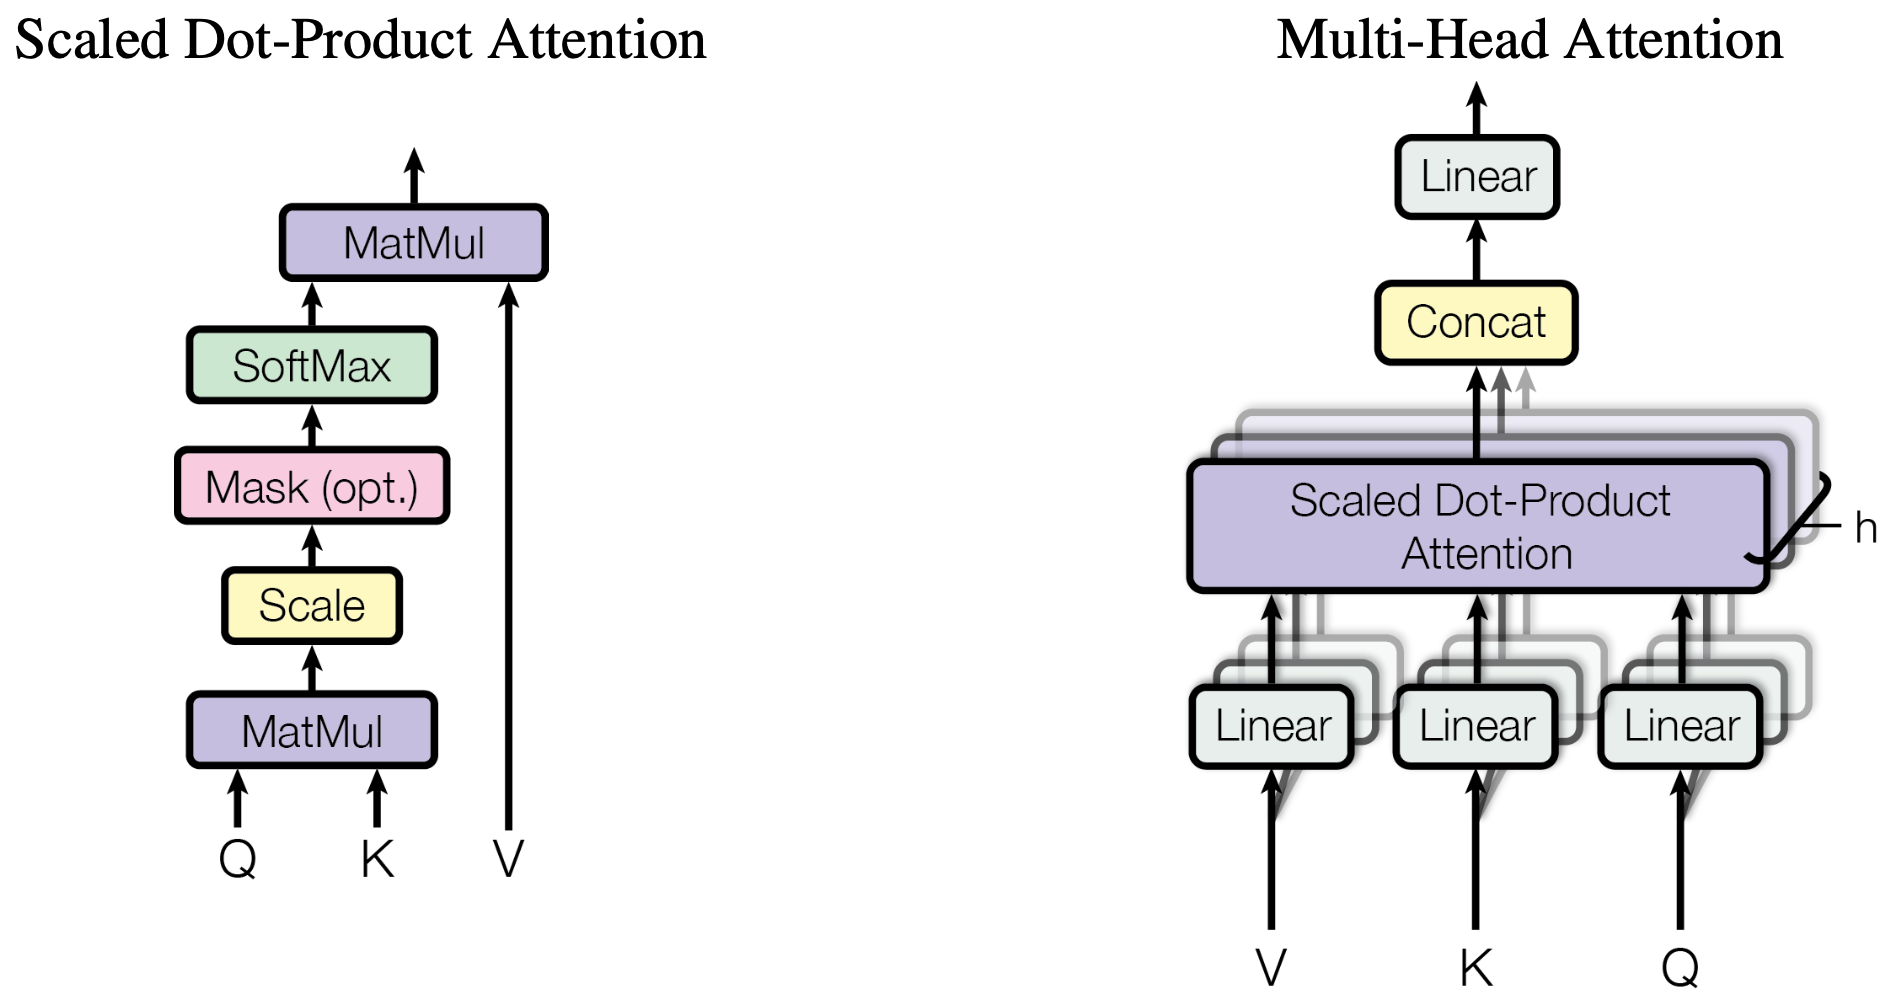 Scaled Dot-Product Attention
MatMul
SoftMax
Mask (opt.)
Scale
MatMul
Q K V
Multi-Head Attention
Linear
Concat
Scaled Dot-Product
Attention
h
Linear Linear Linear
V K Q